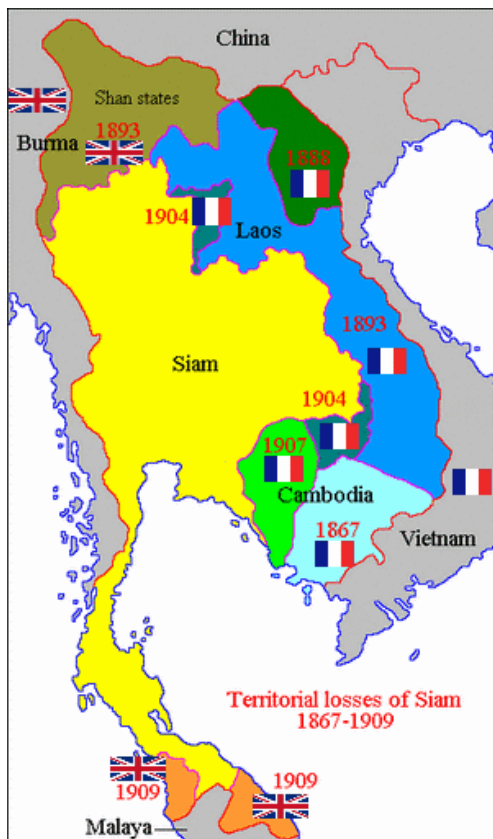 China
Shan states
1893
Burma
1888
1904
Laos
1893
Siam
1904
1907
Cambodia
1867
Vietnam
Territorial losses of Siam
1867-1909
1909
1909
Malaya